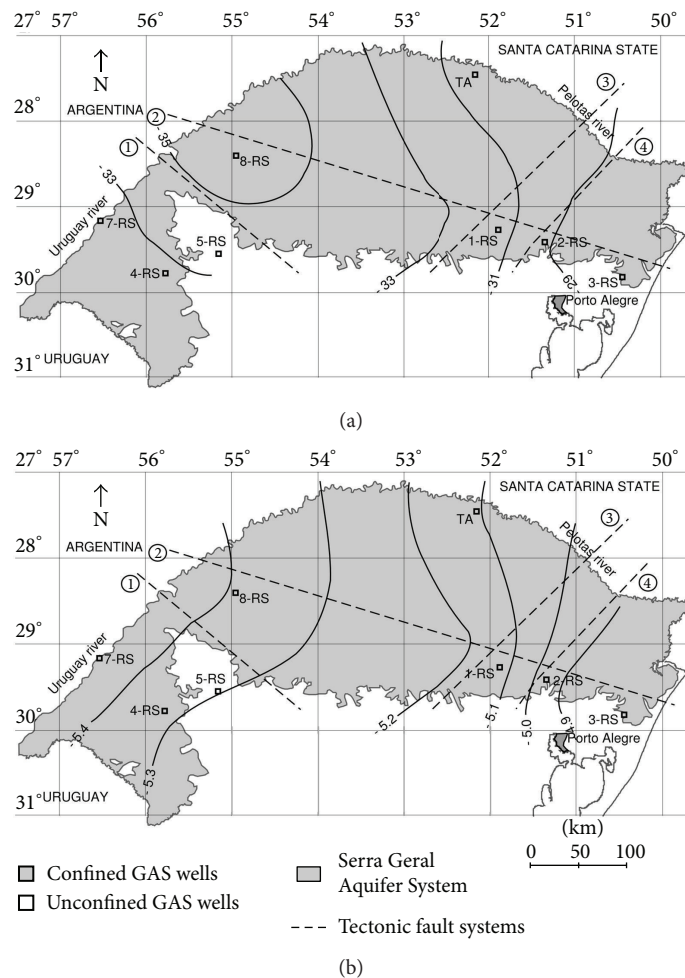 27° 57° 56° 55° 54° 53° 52° 51° 50°
SANTA CATARINA STATE
N
TA
3
Pelotas river
28°
ARGENTINA
2
1
-35
8-RS
4
-33
29°
Uruguay river
7-RS
5-RS
1-RS
2-RS
4-RS
30°
-33
-31
-29
3-RS
Porto Alegre
URUGUAY
31°
(a)
27° 57° 56° 55° 54° 53° 52° 51° 50°
SANTA CATARINA STATE
N
TA
3
Pelotas river
28°
ARGENTINA
2
1
4
8-RS
29°
Uruguay river
7-RS
5-RS
1-RS
2-RS
4-RS
3-RS
30°
-5.4
-5.3
-5.2
-5.1
-5.0
-4.9
Porto Alegre
31°
URUGUAY
(km)
0 50 100
Confined GAS wells
Unconfined GAS wells
Serra Geral
Aquifer System
Tectonic fault systems
(b)